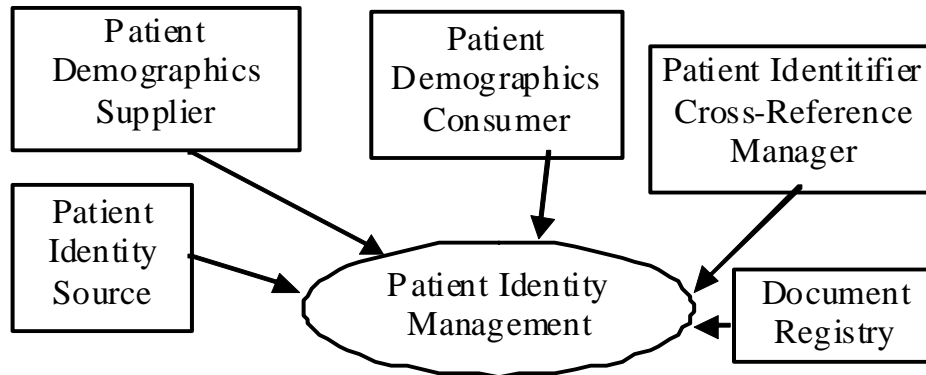 Patient
Demographics
Supplier
Patient
Demographics
Consumer
Patient Identitifier
Cross-Reference
Manager
Patient
Identity
Source
Patient Identity
Management
Document
Registry